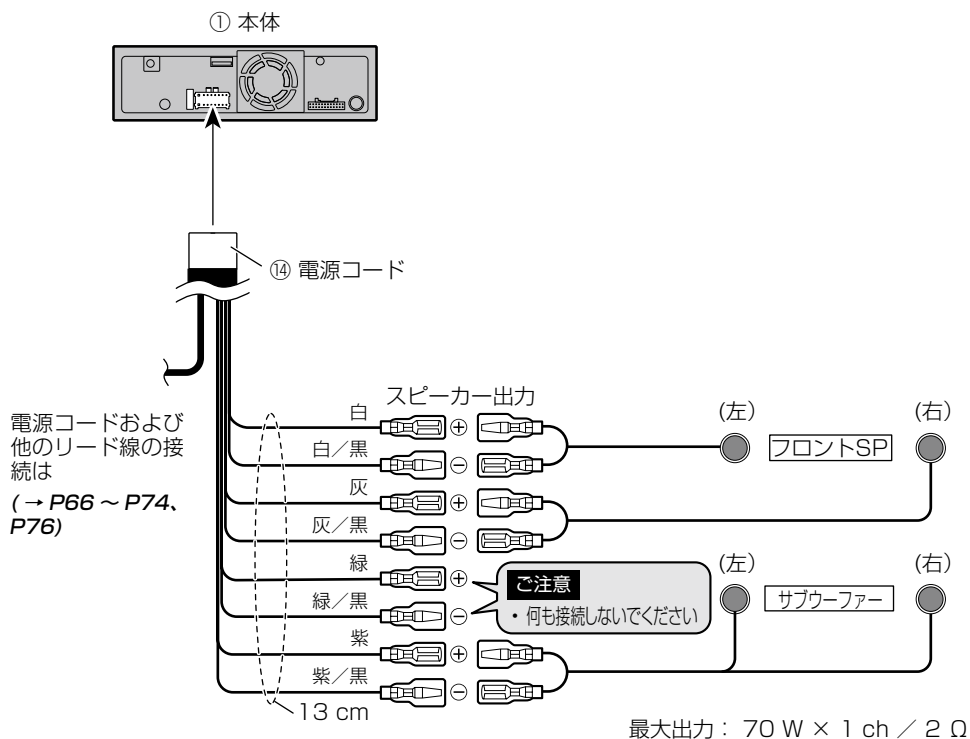 ① 本体
⑭ 電源コード
電源コードおよび
他のリード線の接
続は
( → P66 ~ P74、
P76)
スピーカー出力
白
⊕
白／黒
⊖
灰
⊕
灰／黒
⊖
緑
⊕
緑／黒
⊖
紫
⊕
紫／黒
⊖
13 cm
ご注意
・ 何も接続しないでください
(左)
フロントSP
(右)
(左)
サブウーファー
(右)
最大出力： 70 W × 1 ch ／ 2 Ω